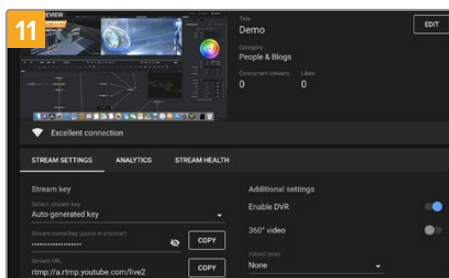 11
PREVIEW
Title
Demo
EDIT
Category
People & Blogs
Concurrent viewers Likes
0 0
Excellent connection
STREAM SETTINGS ANALYTICS STREAM HEALTH
Stream key
Additional settings
Select stream key
Auto-generated key
Enable DVR
Stream name/key (paste in encoder)
360° video
•••••••••••••••••••
COPY
Stream URL
rtmp://a.rtmp.youtube.com/live2
COPY
Added delay
None